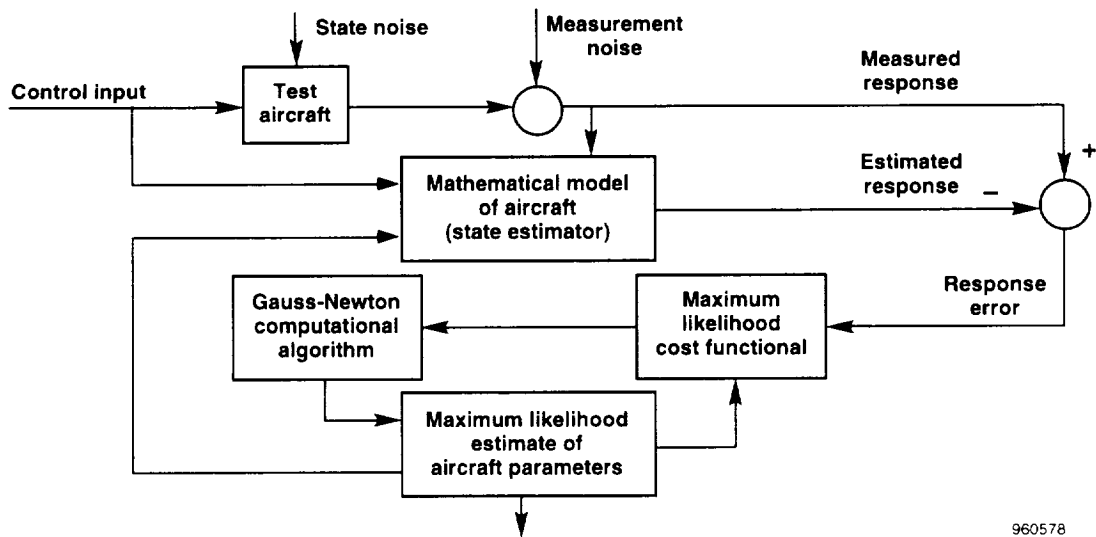 State noise
Measurement
noise
Control input
Test
aircraft
Measured
response
+
Mathematical model
of aircraft
(state estimator)
Estimated
response
–
Gauss-Newton
computational
algorithm
Maximum
likelihood
cost functional
Response
error
Maximum likelihood
estimate of
aircraft parameters
960578